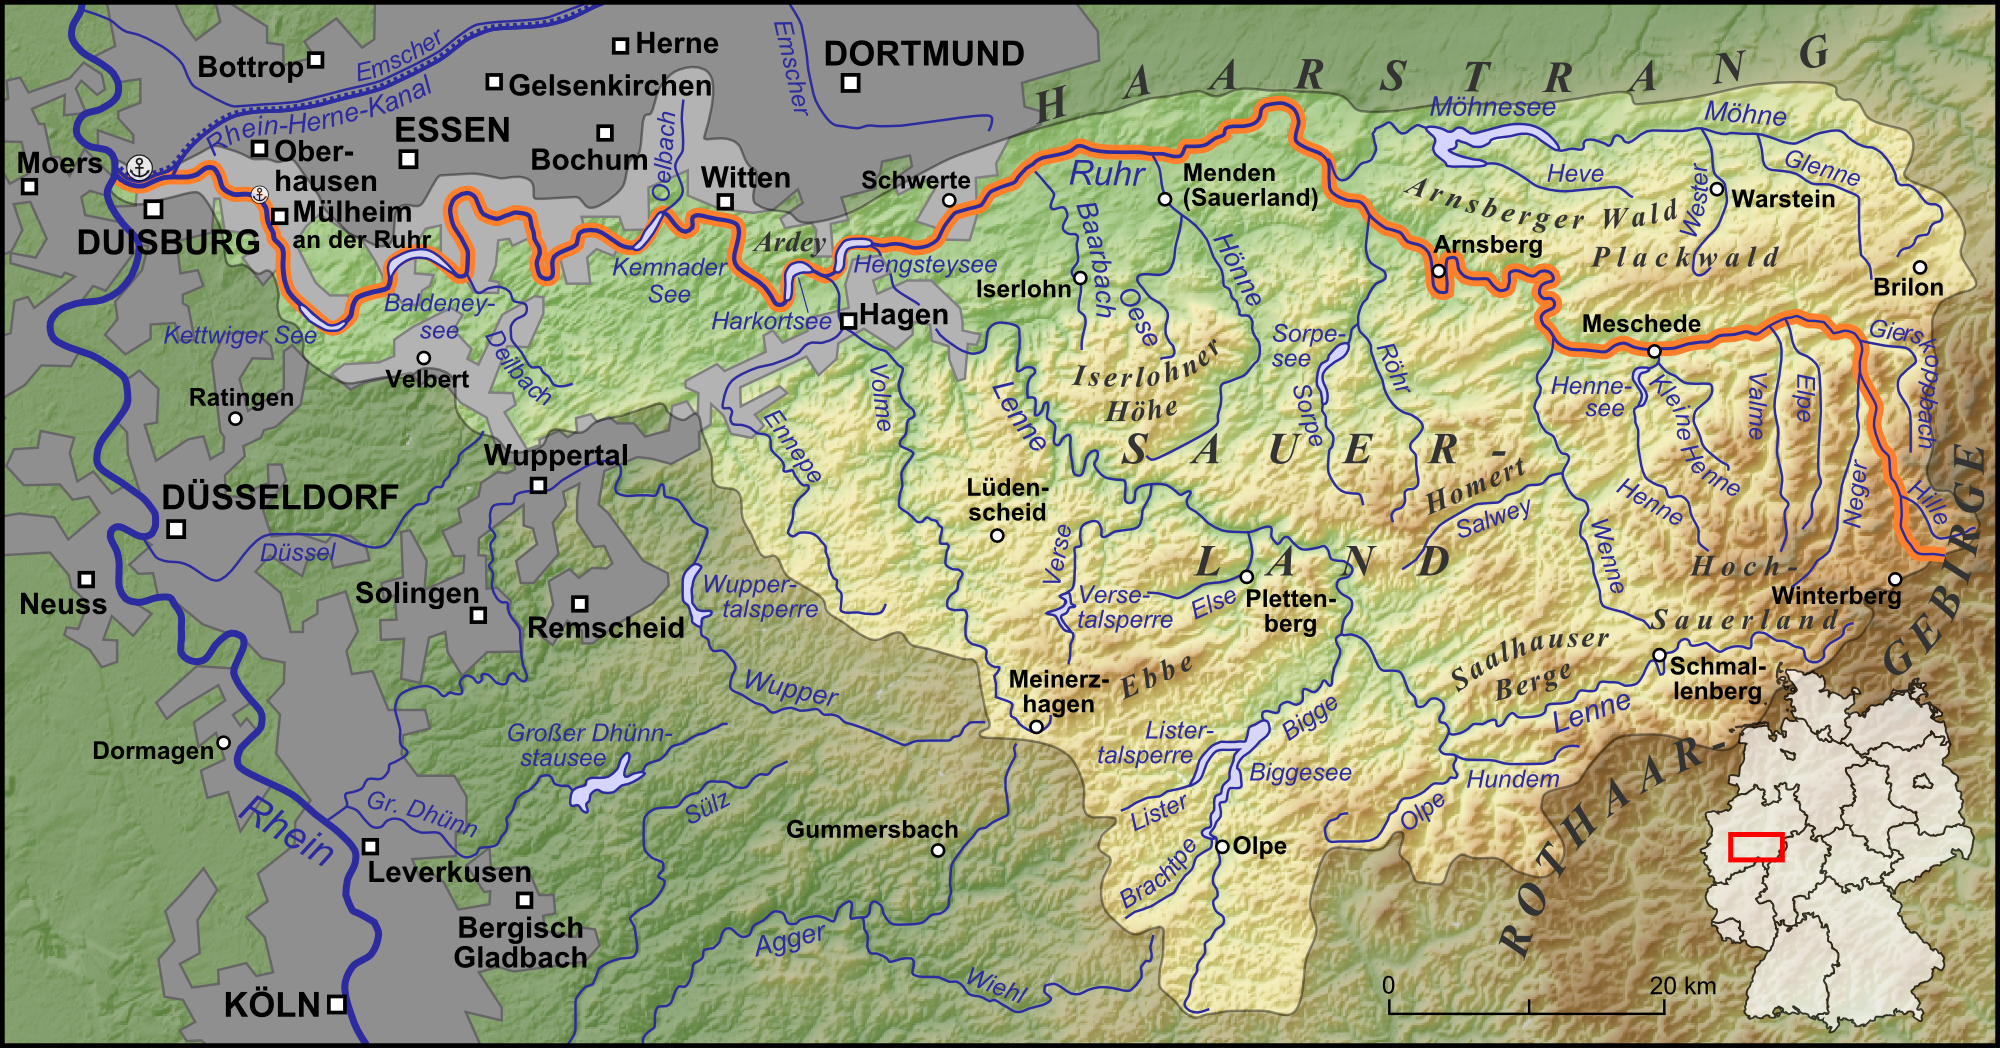 Bottrop
Emscher
Herne
Gelsenkirchen
Emscher
DORTMUND
HAARSTRANG
Rhein-Herne-Kanal
ESSEN
Bochum
Oelbach
Möhnesee
Möhne
Moers
Ober-
hausen
Witten
Schwerte
Ruhr
Menden
(Sauerland)
Heve
Glenne
Wester
Warstein
Arnsberger Wald
Plackwald
Mülheim
an der Ruhr
DUISBURG
Ardey
Kemnader
See
Hengsteysee
Baarbach
Hönne
Arnsberg
Brilon
Iserlohn
Oese
Baldeney-
see
Harkortsee
Hagen
Kettwiger See
Deilbach
Velbert
Ratingen
Iserlohner
Höhe
Sorpe-
see
Sorpe
Röhr
Meschede
Henne-
see
Kleine Henne
Valme
Elpe
Gierskoppbach
Volme
Lenne
Ennepe
SAUER-
LAND
Homert
Salwey
Henne
Neger
Hille
Wuppertal
DÜSSELDORF
Düssel
Lüden-
scheid
Verse
Wenne
Hoch-
Sauerland
Winterberg
Neuss
Solingen
Remscheid
Wupper-
talsperre
Verse-
talsperre
Else
Pletten-
berg
Saalhauser
Berge
Schmal-
lenberg
Meinerz-
hagen
Ebbe
Wupper
Großer Dhünn-
stausee
Lister-
talsperre
Bigge
Biggesee
Lenne
Hundem
ROTHAAR-
GEBIRGE
Dormagen
Rhein
Gr. Dhünn
Sülz
Gummersbach
Lister
Brachtpe
Olpe
Olpe
Leverkusen
Bergisch
Gladbach
Agger
Wiehl
KÖLN
0
20 km